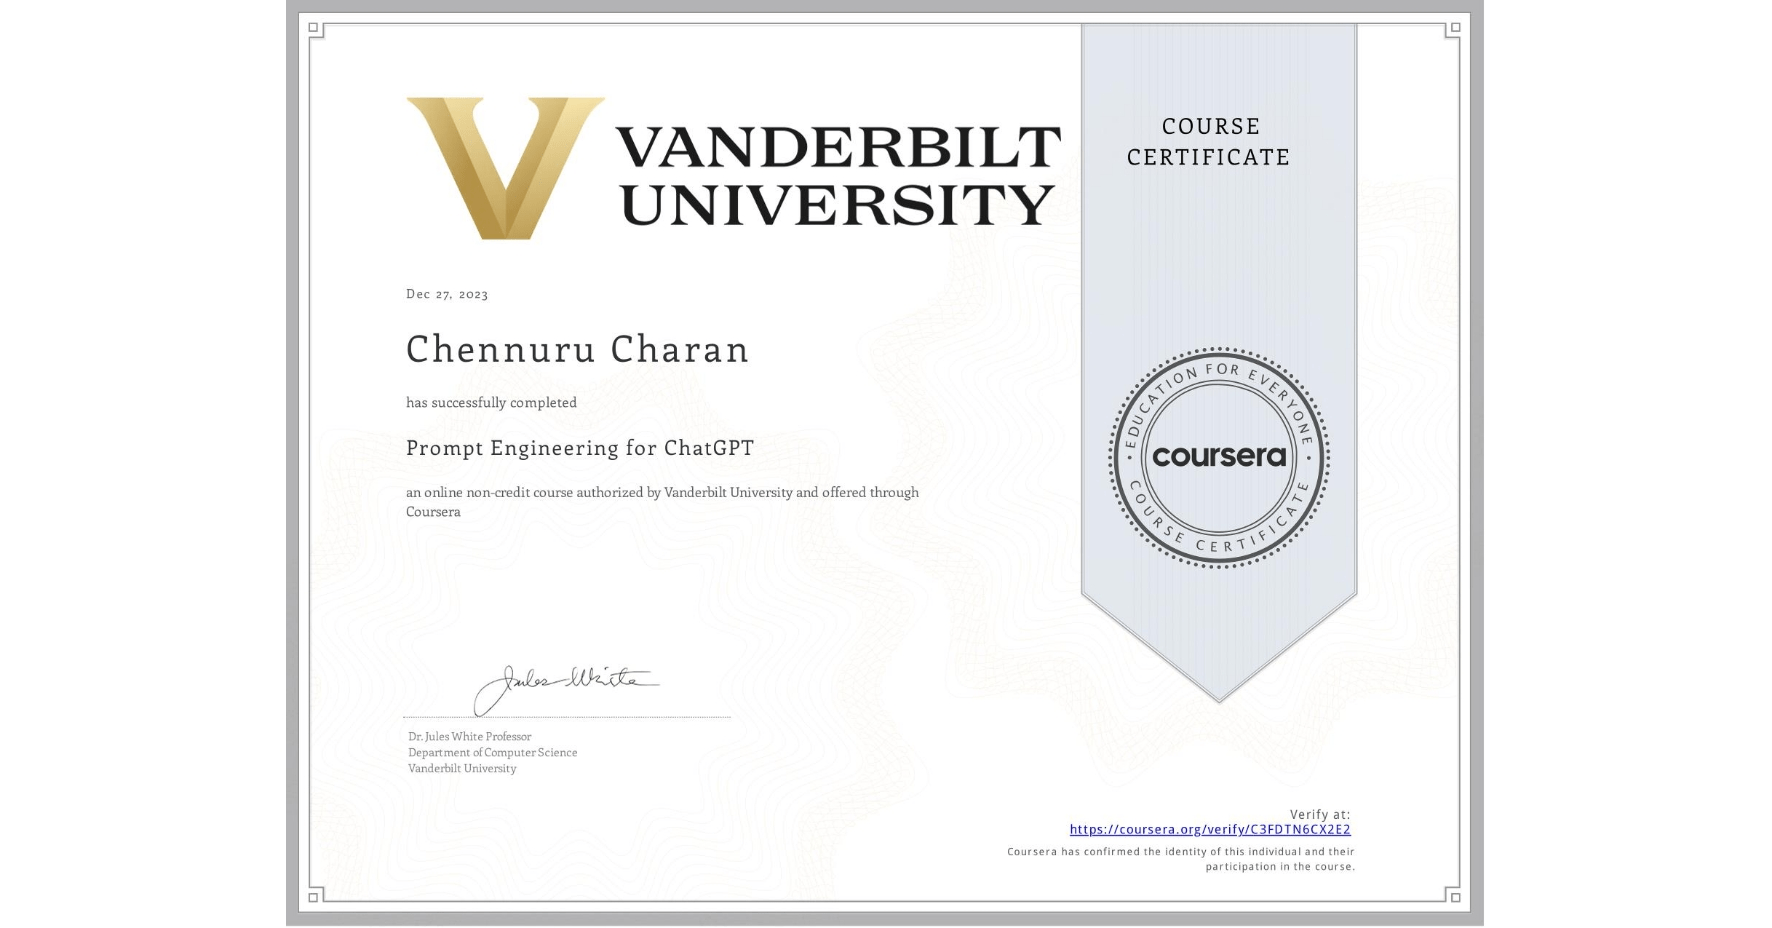 VANDERBILT
UNIVERSITY
COURSE
CERTIFICATE
Dec 27, 2023
Chennuru Charan
has successfully completed
Prompt Engineering for ChatGPT
an online non-credit course authorized by Vanderbilt University and offered through
Coursera
EDUCATION FOR EVERYONE
coursera
COURSE CERTIFICATE
Jules White
Dr. Jules White Professor
Department of Computer Science
Vanderbilt University
Verify at:
https://coursera.org/verify/C3FDTN6CX2E2
Coursera has confirmed the identity of this individual and their
participation in the course.